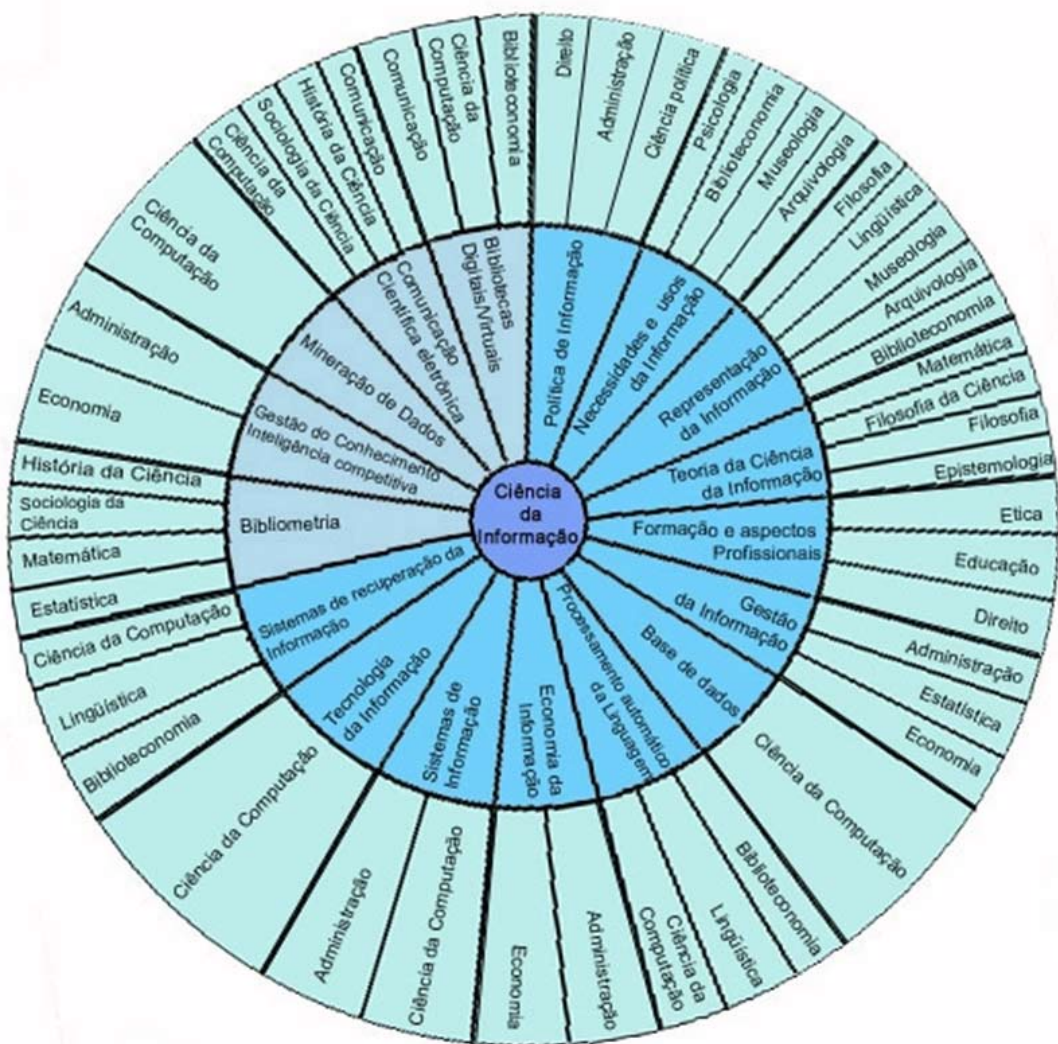 Ciência
da
Informação
Política de Informação
Necessidades e usos
da Informação
Representação
da Informação
Teoria da Ciência
da Informação
Formação e aspectos
Profissionais
Gestão
da Informação
Base de dados
Processamento automático
da Linguagem
Economia da
Informação
Sistemas de
Informação
Tecnologia
da Informação
Sistemas de recuperação da
Informação
Bibliometria
Gestão do Conhecimento
Inteligência competitiva
Mineração de Dados
Comunicação
Científica eletrônica
Bibliotecas
Digitais/Virtuais
Direito
Administração
Ciência política
Psicologia
Biblioteconomia
Museologia
Arquivologia
Filosofia
Lingüística
Museologia
Arquivologia
Biblioteconomia
Matemática
Filosofia da Ciência
Filosofia
Epistemologia
Etica
Educação
Direito
Administração
Estatística
Economia
Ciência da Computação
Biblioteconomia
Lingüística
Ciência da
Computação
Administração
Economia
Ciência da Computação
Administração
Ciência da Computação
Biblioteconomia
Lingüística
Ciência da Computação
Estatística
Matemática
Sociologia da
Ciência
História da Ciência
Economia
Administração
Ciência da
Computação
Ciência da
Computação
Sociologia da Ciência
História da Ciência
Comunicação
Comunicação
Ciência da
Computação
Biblioteconomia